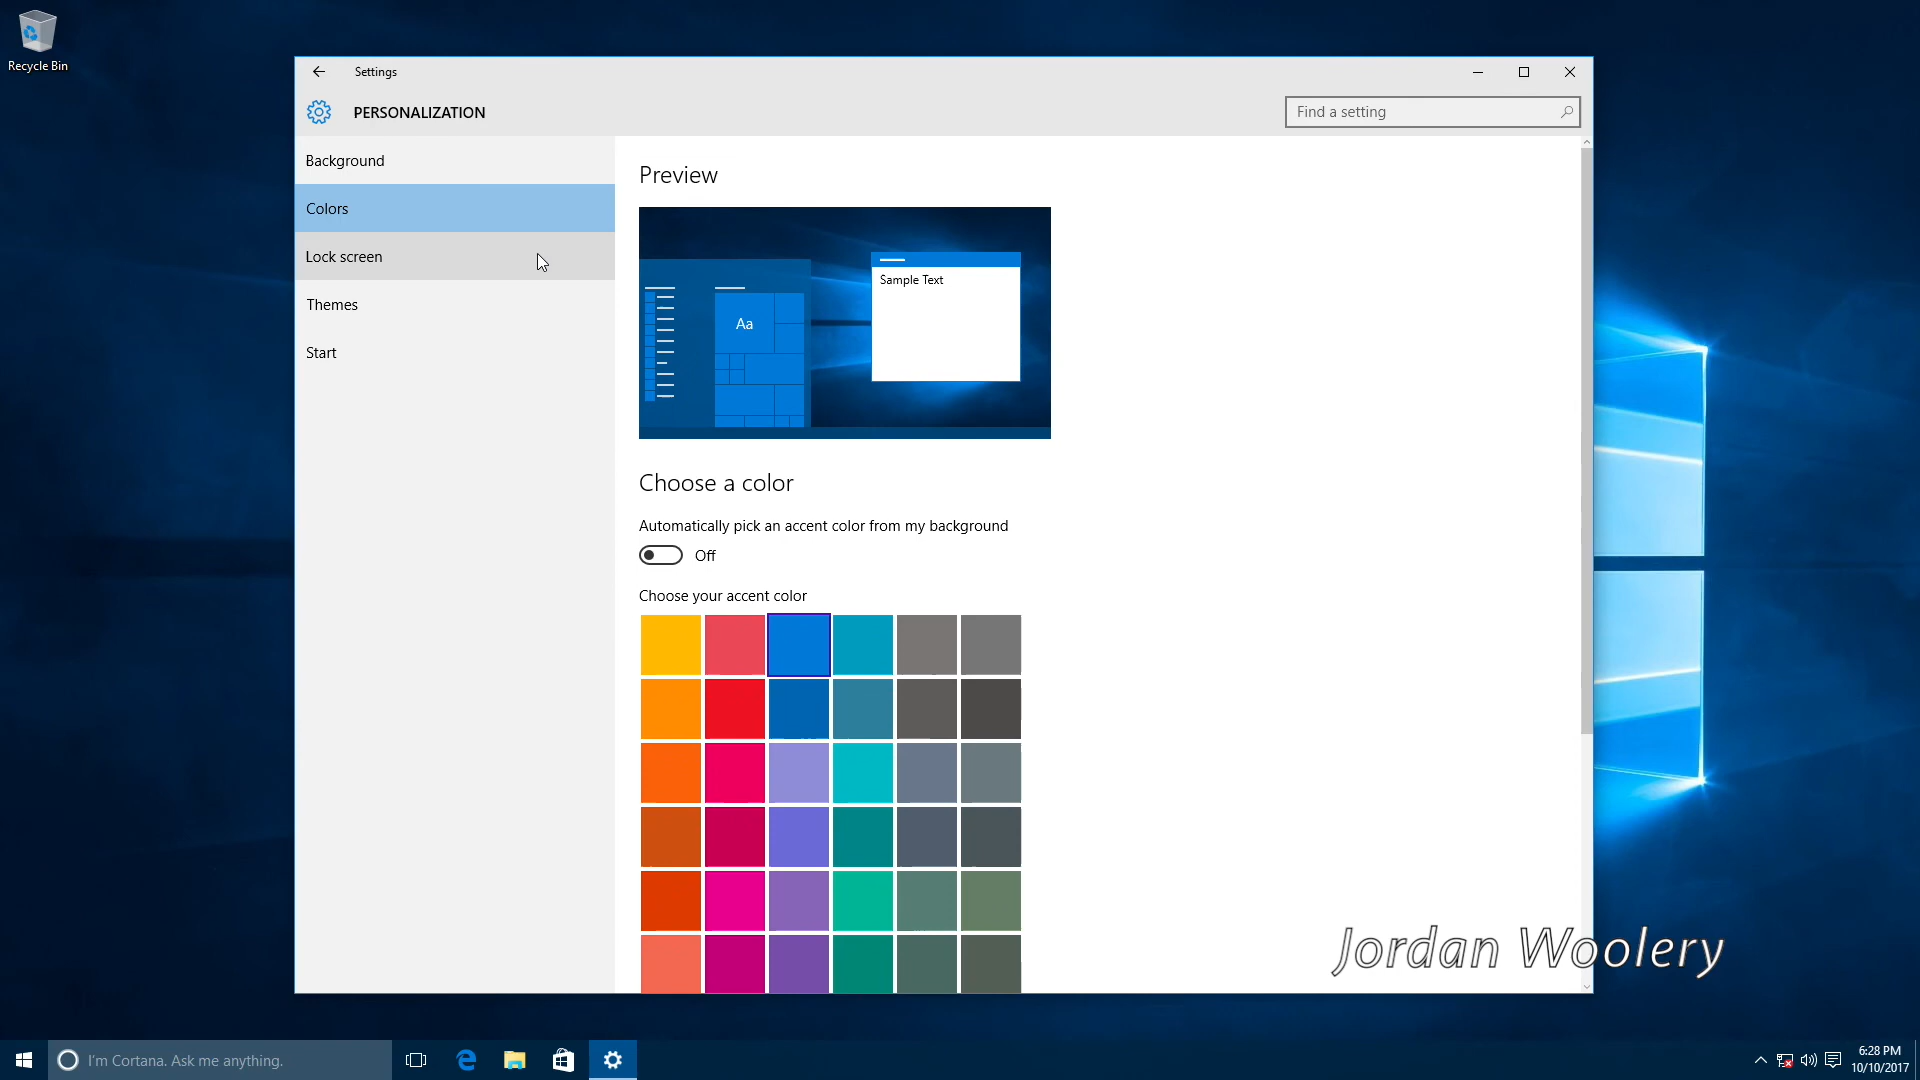 Recycle Bin
Settings
PERSONALIZATION
Find a setting
Background
Colors
Lock screen
Themes
Start
Preview
Aa
Sample Text
Choose a color
Automatically pick an accent color from my background
Off
Choose your accent color
Jordan Woolery
I'm Cortana. Ask me anything.
6:28 PM
10/10/2017